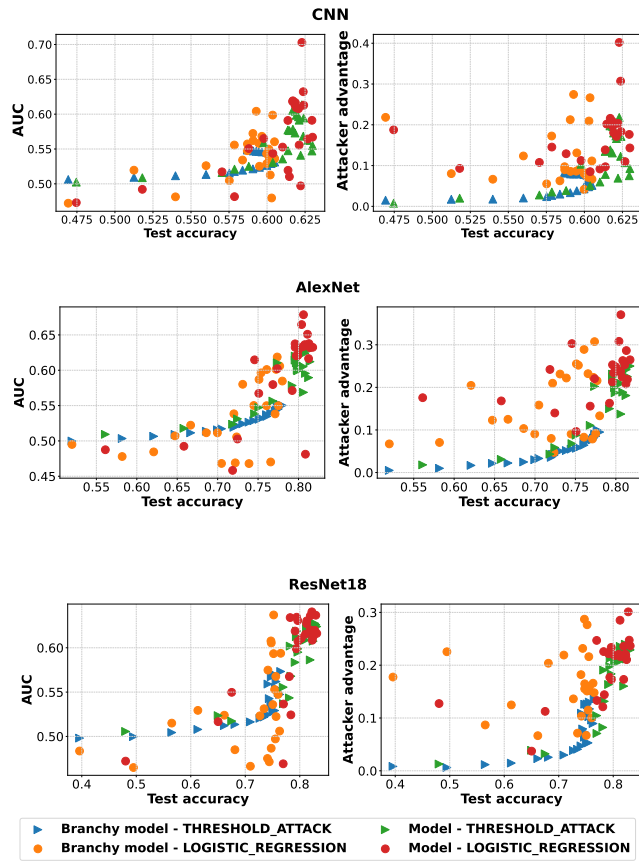 CNN
AUC
0.70
0.65
0.60
0.55
0.50
0.475 0.500 0.525 0.550 0.575 0.600 0.625
Test accuracy
Attacker advantage
0.4
0.3
0.2
0.1
0.0
0.475 0.500 0.525 0.550 0.575 0.600 0.625
Test accuracy
AlexNet
AUC
0.65
0.60
0.55
0.50
0.45
0.55 0.60 0.65 0.70 0.75 0.80
Test accuracy
Attacker advantage
0.3
0.2
0.1
0.0
0.55 0.60 0.65 0.70 0.75 0.80
Test accuracy
ResNet18
AUC
0.60
0.55
0.50
0.4 0.5 0.6 0.7 0.8
Test accuracy
Attacker advantage
0.3
0.2
0.1
0.0
0.4 0.5 0.6 0.7 0.8
Test accuracy
Branchy model - THRESHOLD_ATTACK
Branchy model - LOGISTIC_REGRESSION
Model - THRESHOLD_ATTACK
Model - LOGISTIC_REGRESSION